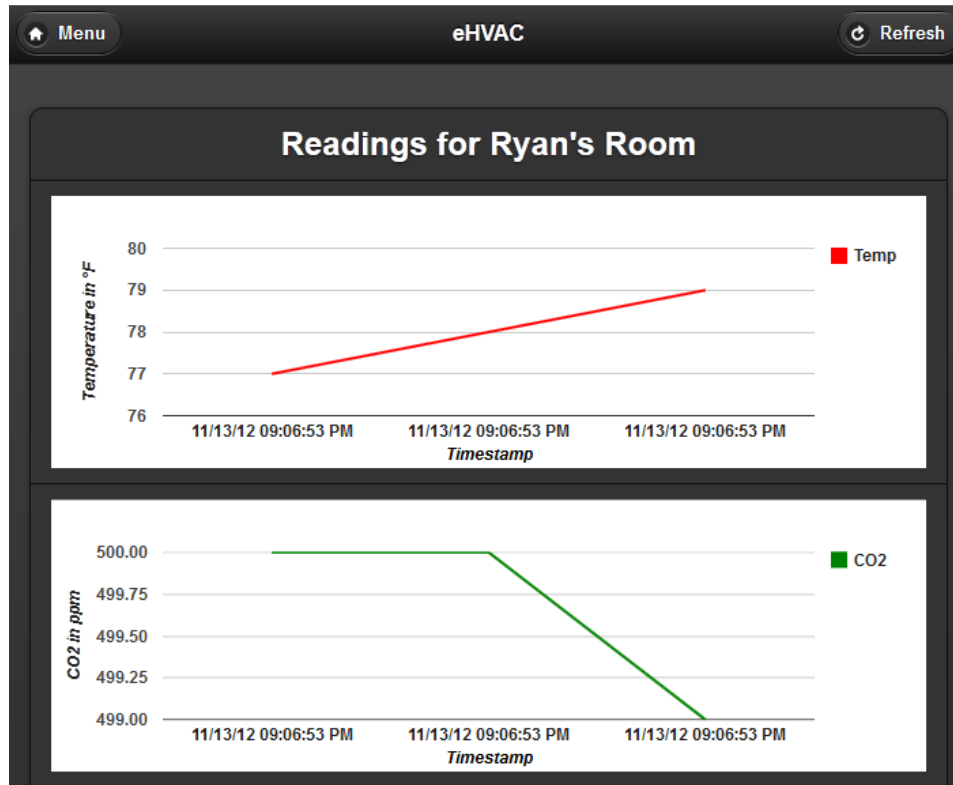 Menu
eHVAC
Refresh
Readings for Ryan's Room
80
79
78
77
76
Temperature in °F
Temp
11/13/12 09:06:53 PM 11/13/12 09:06:53 PM 11/13/12 09:06:53 PM
Timestamp
500.00
499.75
499.50
499.25
499.00
CO2 in ppm
CO2
11/13/12 09:06:53 PM 11/13/12 09:06:53 PM 11/13/12 09:06:53 PM
Timestamp